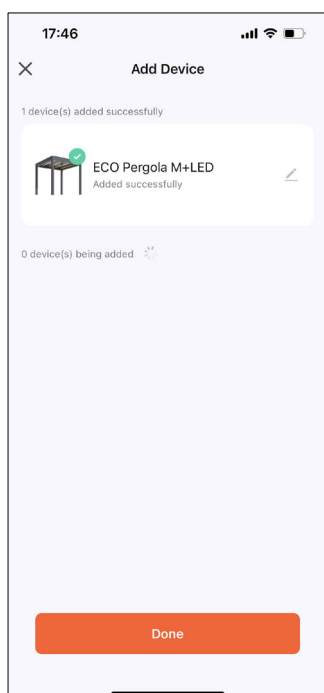 17:46
Add Device
1 device(s) added successfully
ECO Pergola M+LED
Added successfully
0 device(s) being added
Done